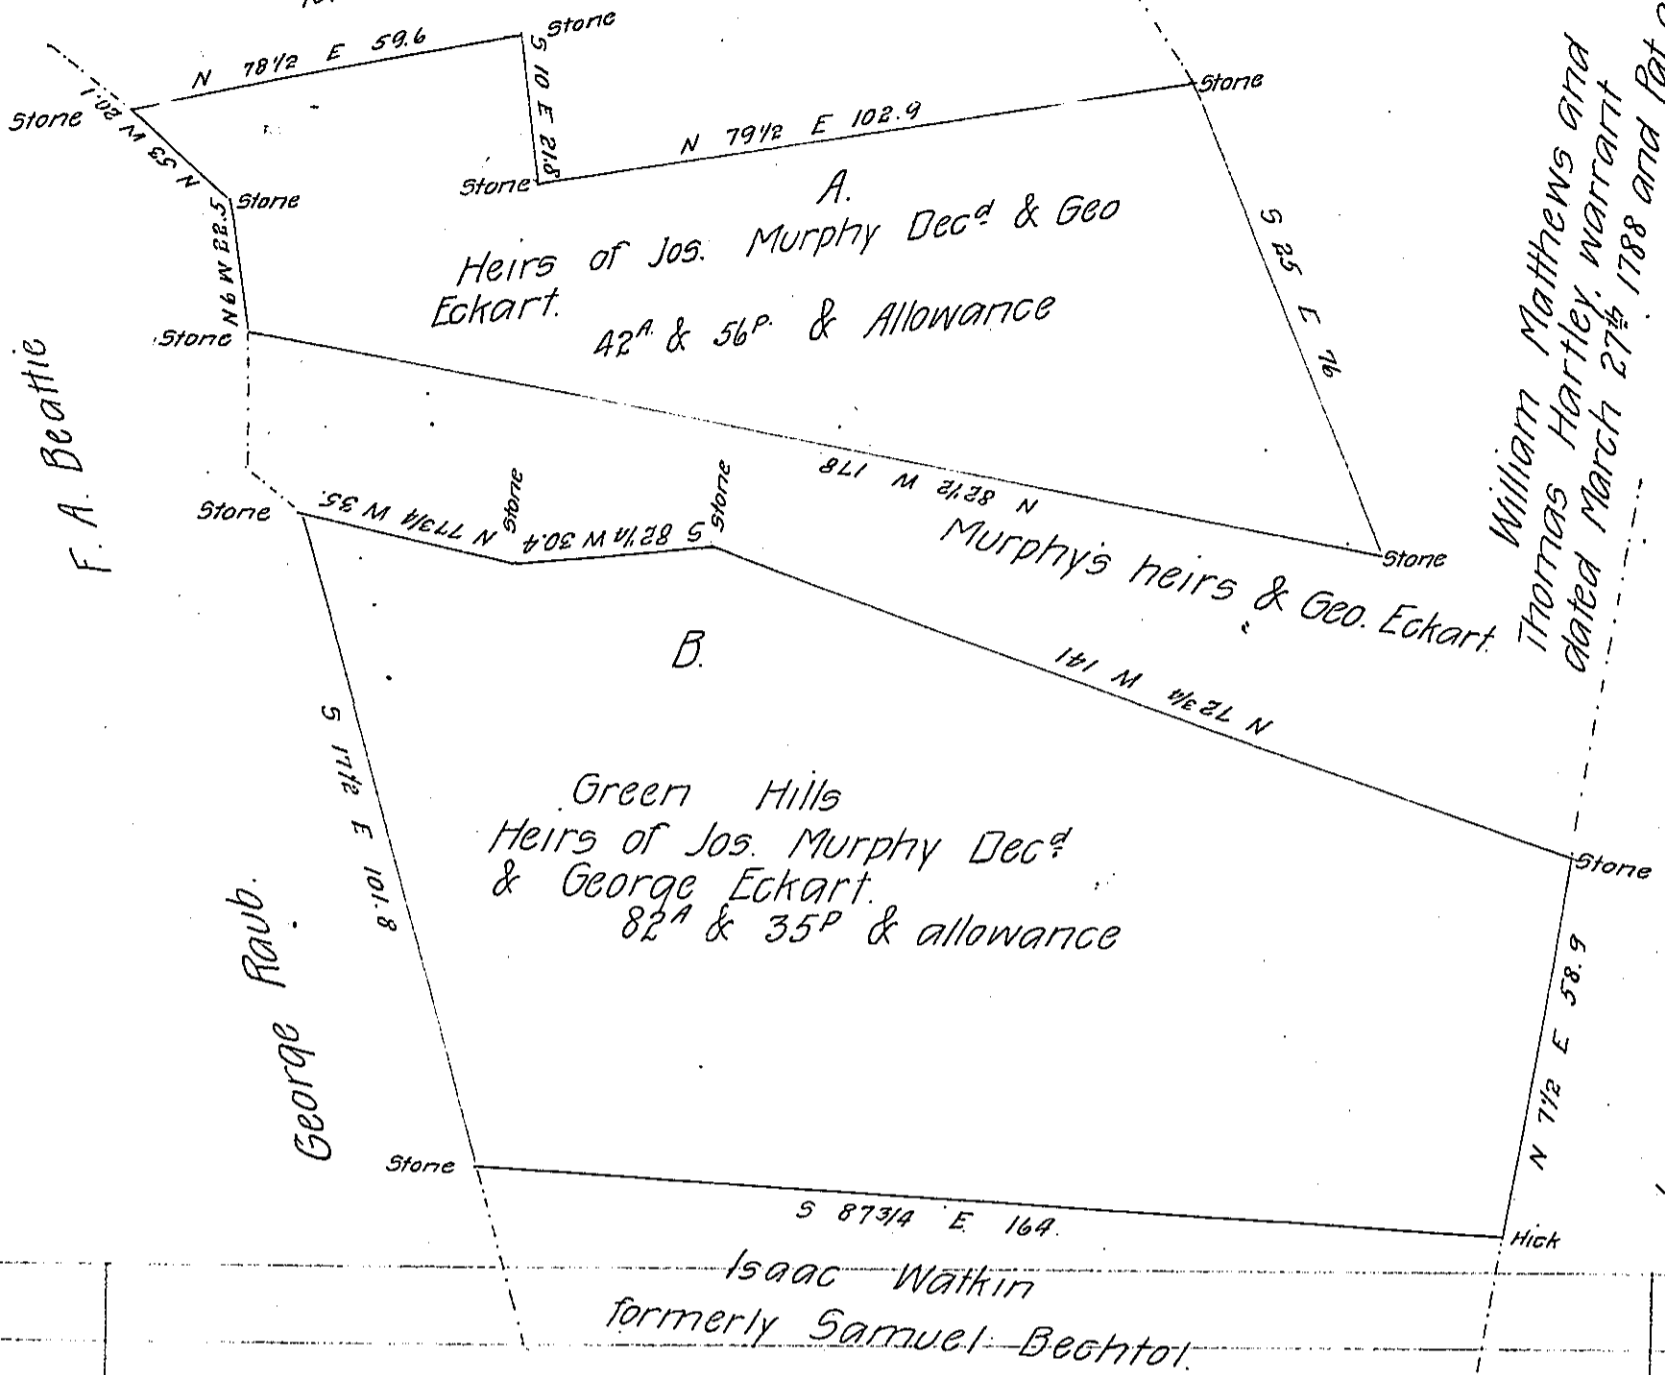 Stone
N 78 1/2 E 59.6
S 10 E 21.8
Stone
N 53 W 20.1
Stone
N 79 1/2 E 102.9
Stone
Stone
N 6 W 22.5
Stone
A.
Heirs of Jos. Murphy Decd & Geo
Eckart.
42A. & 56P. & Allowance
S 25 E 76
William Matthews and
Thomas Hartley. warrant
dated March 27th 1788 and Pat
F. A. Beattie
Stone
N 82 1/2 W 178
Stone
Murphy's heirs & Geo. Eckart.
Stone
N 77 3/4 W 35.
Stone
S 82 1/4 W 30.4
Stone
N 72 3/4 W 141
B.
S 17 1/2 E 101.8
Green Hills
Heirs of Jos. Murphy Decd
& George Eckart.
82A & 35P & allowance
Stone
N 7 1/2 E 58.9
George Raub.
Stone
S 87 3/4 E 164.
Hick
Isaac Watkin
formerly Samuel Bechtol.